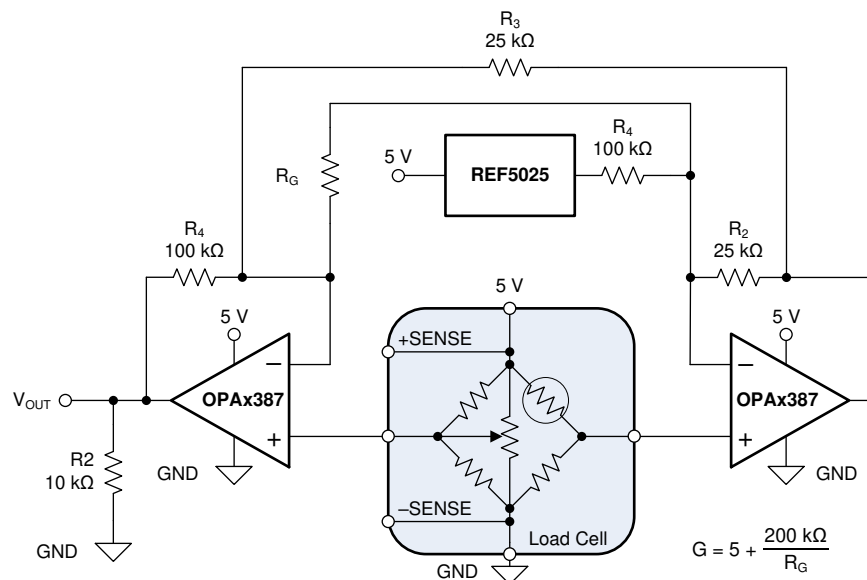 R3
25 kΩ
R4
100 kΩ
5 V
REF5025
RG
R4
100 kΩ
R2
25 kΩ
5 V
5 V
5 V
+SENSE
OPAx387
OPAx387
VOUT
R2
10 kΩ
GND
GND
–SENSE
Load Cell
GND
GND
G = 5 + 200 kΩ / RG